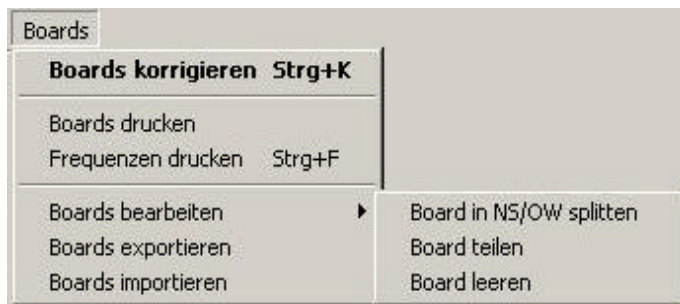 Boards
Boards korrigieren Strg+K
Boards drucken
Frequenzen drucken Strg+F
Boards bearbeiten
Board in NS/OW splitten
Boards exportieren
Board teilen
Boards importieren
Board leeren